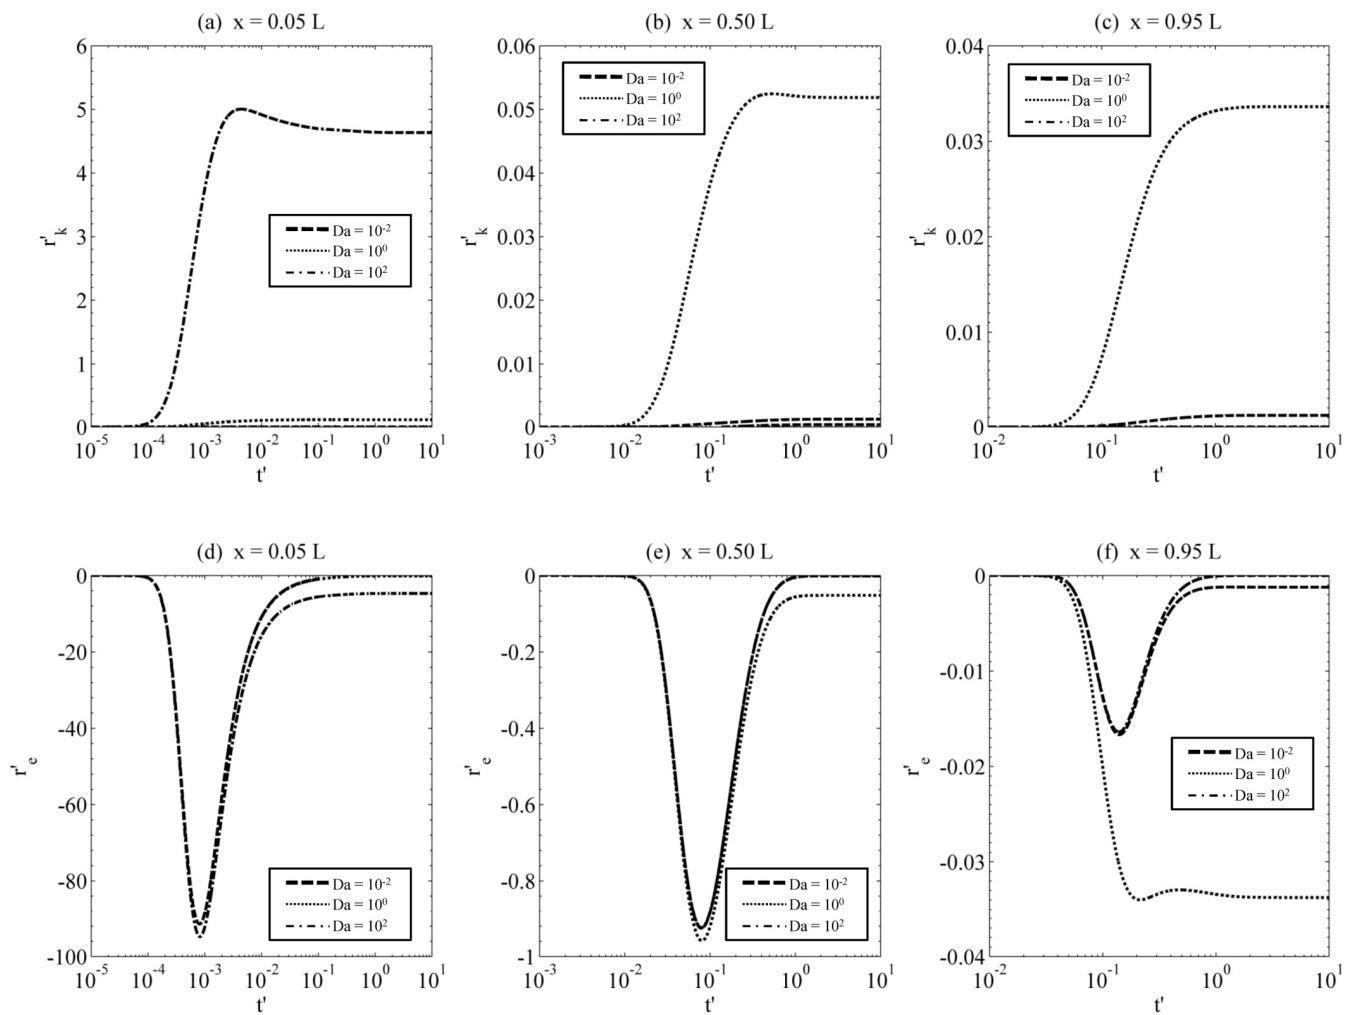 (a) x = 0.05 L
(b) x = 0.50 L
(c) x = 0.95 L
6
5
4
3
2
1
0
r'k
Da = 10-2
Da = 100
Da = 102
10-5 10-4 10-3 10-2 10-1 100 101
t'
0.06
0.05
0.04
0.03
0.02
0.01
0
r'k
Da = 10-2
Da = 100
Da = 102
10-3 10-2 10-1 100 101
t'
0.04
0.03
0.02
0.01
0
r'k
Da = 10-2
Da = 100
Da = 102
10-2 10-1 100 101
t'
(d) x = 0.05 L
(e) x = 0.50 L
(f) x = 0.95 L
0
-20
-40
-60
-80
-100
r'e
Da = 10-2
Da = 100
Da = 102
10-5 10-4 10-3 10-2 10-1 100 101
t'
0
-0.2
-0.4
-0.6
-0.8
-1
r'e
Da = 10-2
Da = 100
Da = 102
10-3 10-2 10-1 100 101
t'
0
-0.01
-0.02
-0.03
-0.04
r'e
Da = 10-2
Da = 100
Da = 102
10-2 10-1 100 101
t'